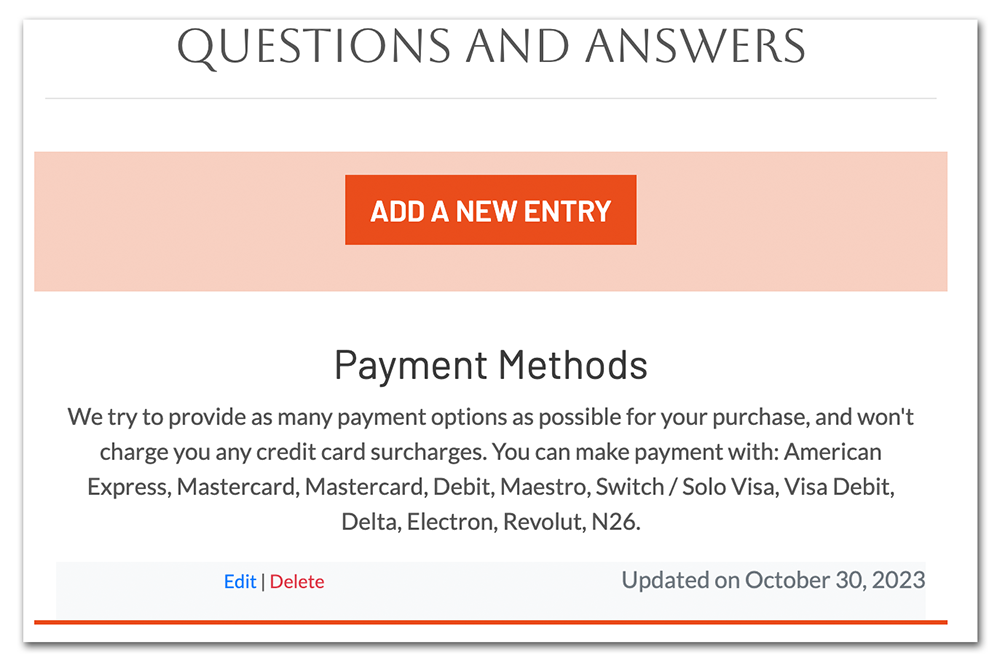 QUESTIONS AND ANSWERS
ADD A NEW ENTRY
Payment Methods
We try to provide as many payment options as possible for your purchase, and won't
charge you any credit card surcharges. You can make payment with: American
Express, Mastercard, Mastercard, Debit, Maestro, Switch / Solo Visa, Visa Debit,
Delta, Electron, Revolut, N26.
Edit | Delete Updated on October 30, 2023